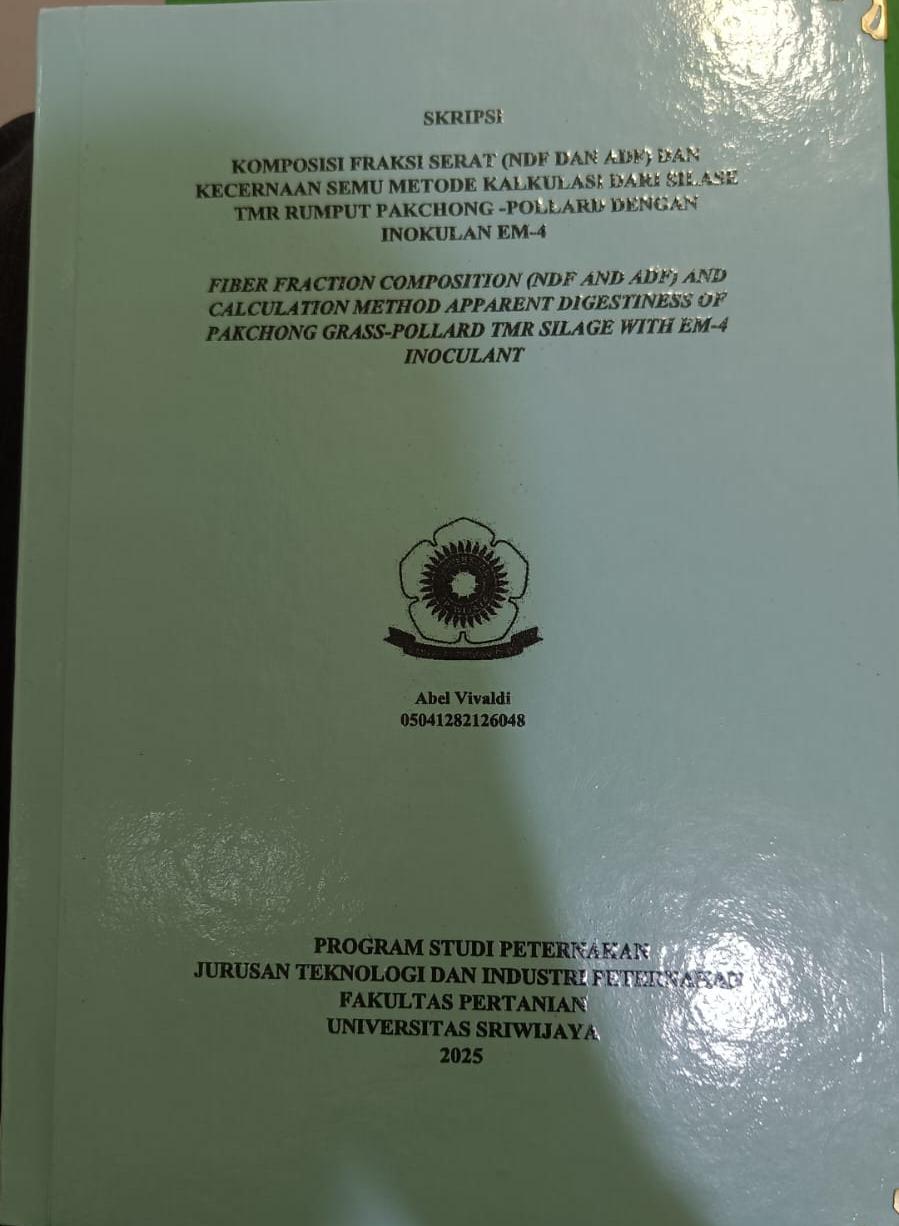 SKRIPSI
KOMPOSISI FRAKSI SERAT (NDF DAN ADF) DAN
KECERNAAN SEMU METODE KALKULASI DARI SILASE
TMR RUMPUT PAKCHONG -POLLARD DENGAN
INOKULAN EM-4
FIBER FRACTION COMPOSITION (NDF AND ADF) AND
CALCULATION METHOD APPARENT DIGESTINESS OF
PAKCHONG GRASS-POLLARD TMR SILAGE WITH EM-4
INOCULANT
Abel Vivaldi
05041282126048
PROGRAM STUDI PETERNAKAN
JURUSAN TEKNOLOGI DAN INDUSTRI PETERNAKAN
FAKULTAS PERTANIAN
UNIVERSITAS SRIWIJAYA
2025